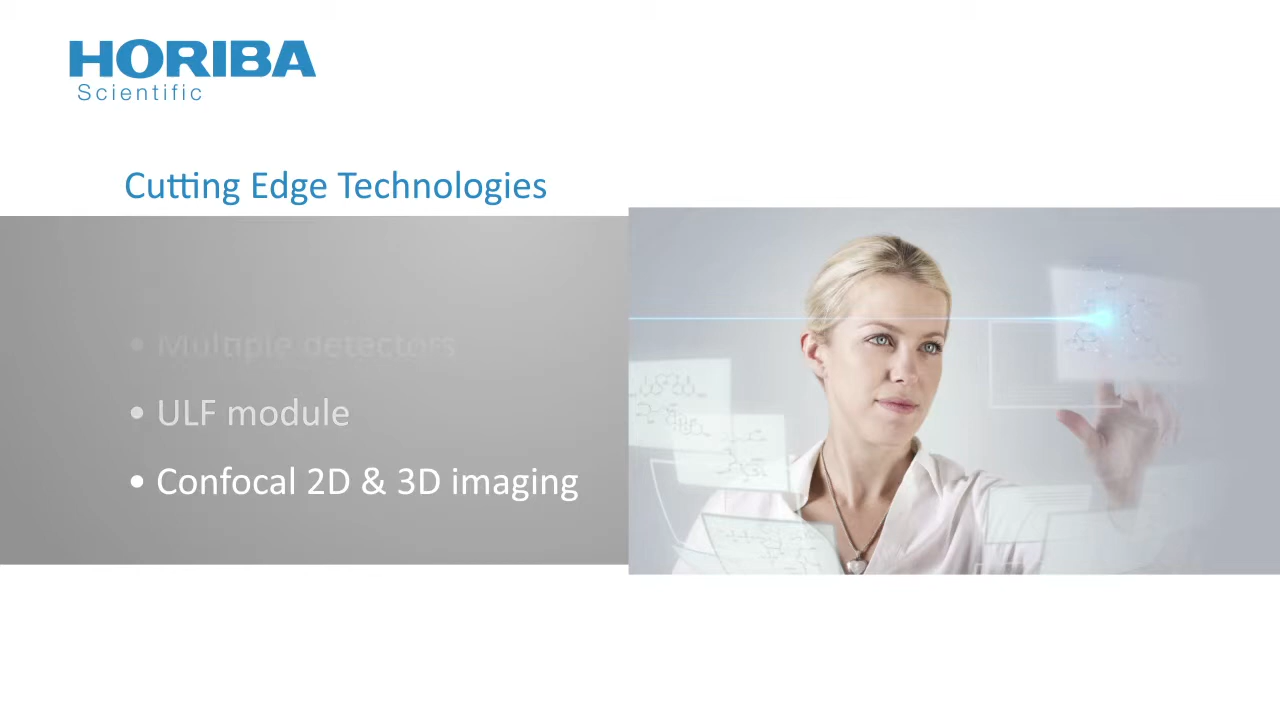 HORIBA
Scientific
Cutting Edge Technologies
• Multiple detectors
• ULF module
• Confocal 2D & 3D imaging